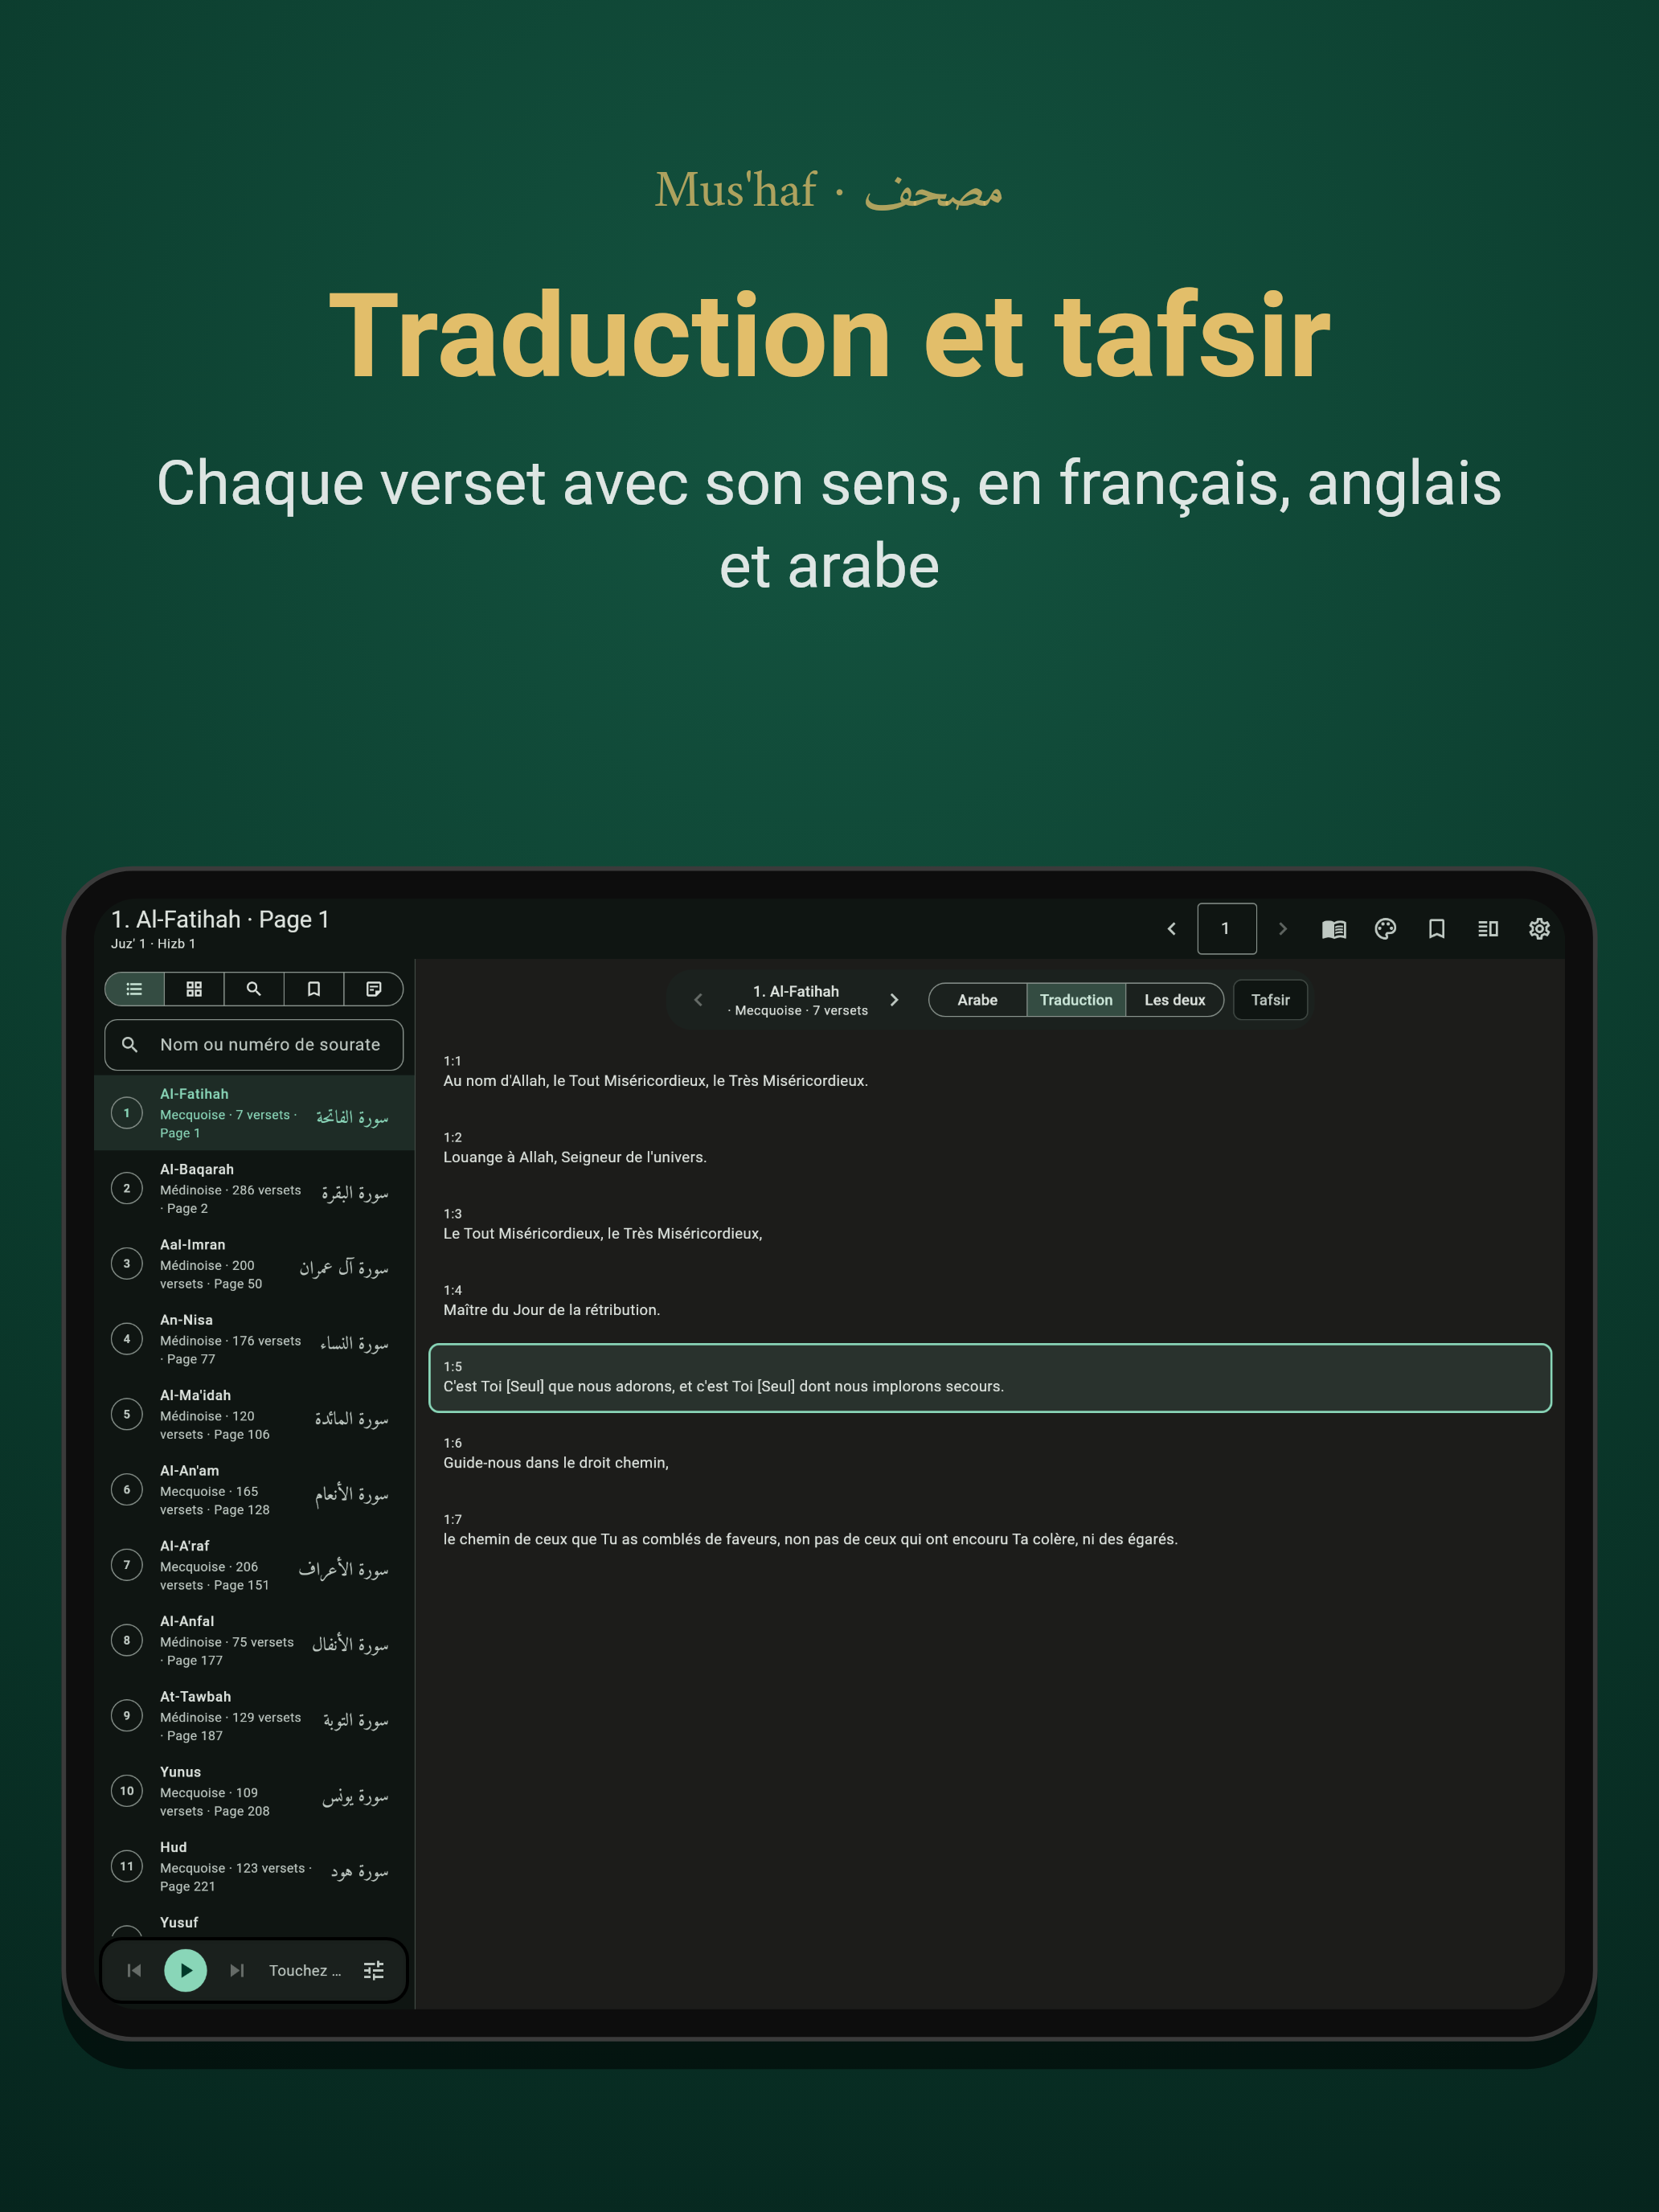 Mus'haf · مصحف
Traduction et tafsir
Chaque verset avec son sens, en français, anglais
et arabe
1. Al-Fatihah · Page 1
Juz' 1 · Hizb 1
1
Nom ou numéro de sourate
1
Al-Fatihah
Mecquoise · 7 versets ·
Page 1
سورة الفاتحة
2
Al-Baqarah
Médinoise · 286 versets
· Page 2
سورة البقرة
3
Aal-Imran
Médinoise · 200
versets · Page 50
سورة آل عمران
4
An-Nisa
Médinoise · 176 versets
· Page 77
سورة النساء
5
Al-Ma'idah
Médinoise · 120
versets · Page 106
سورة المائدة
6
Al-An'am
Mecquoise · 165
versets · Page 128
سورة الأنعام
7
Al-A'raf
Mecquoise · 206
versets · Page 151
سورة الأعراف
8
Al-Anfal
Médinoise · 75 versets
· Page 177
سورة الأنفال
9
At-Tawbah
Médinoise · 129 versets
· Page 187
سورة التوبة
10
Yunus
Mecquoise · 109
versets · Page 208
سورة يونس
11
Hud
Mecquoise · 123 versets ·
Page 221
سورة هود
Yusuf
Touchez ...
1. Al-Fatihah
· Mecquoise · 7 versets
Arabe
Traduction
Les deux
Tafsir
1:1
Au nom d'Allah, le Tout Miséricordieux, le Très Miséricordieux.
1:2
Louange à Allah, Seigneur de l'univers.
1:3
Le Tout Miséricordieux, le Très Miséricordieux,
1:4
Maître du Jour de la rétribution.
1:5
C'est Toi [Seul] que nous adorons, et c'est Toi [Seul] dont nous implorons secours.
1:6
Guide-nous dans le droit chemin,
1:7
le chemin de ceux que Tu as comblés de faveurs, non pas de ceux qui ont encouru Ta colère, ni des égarés.